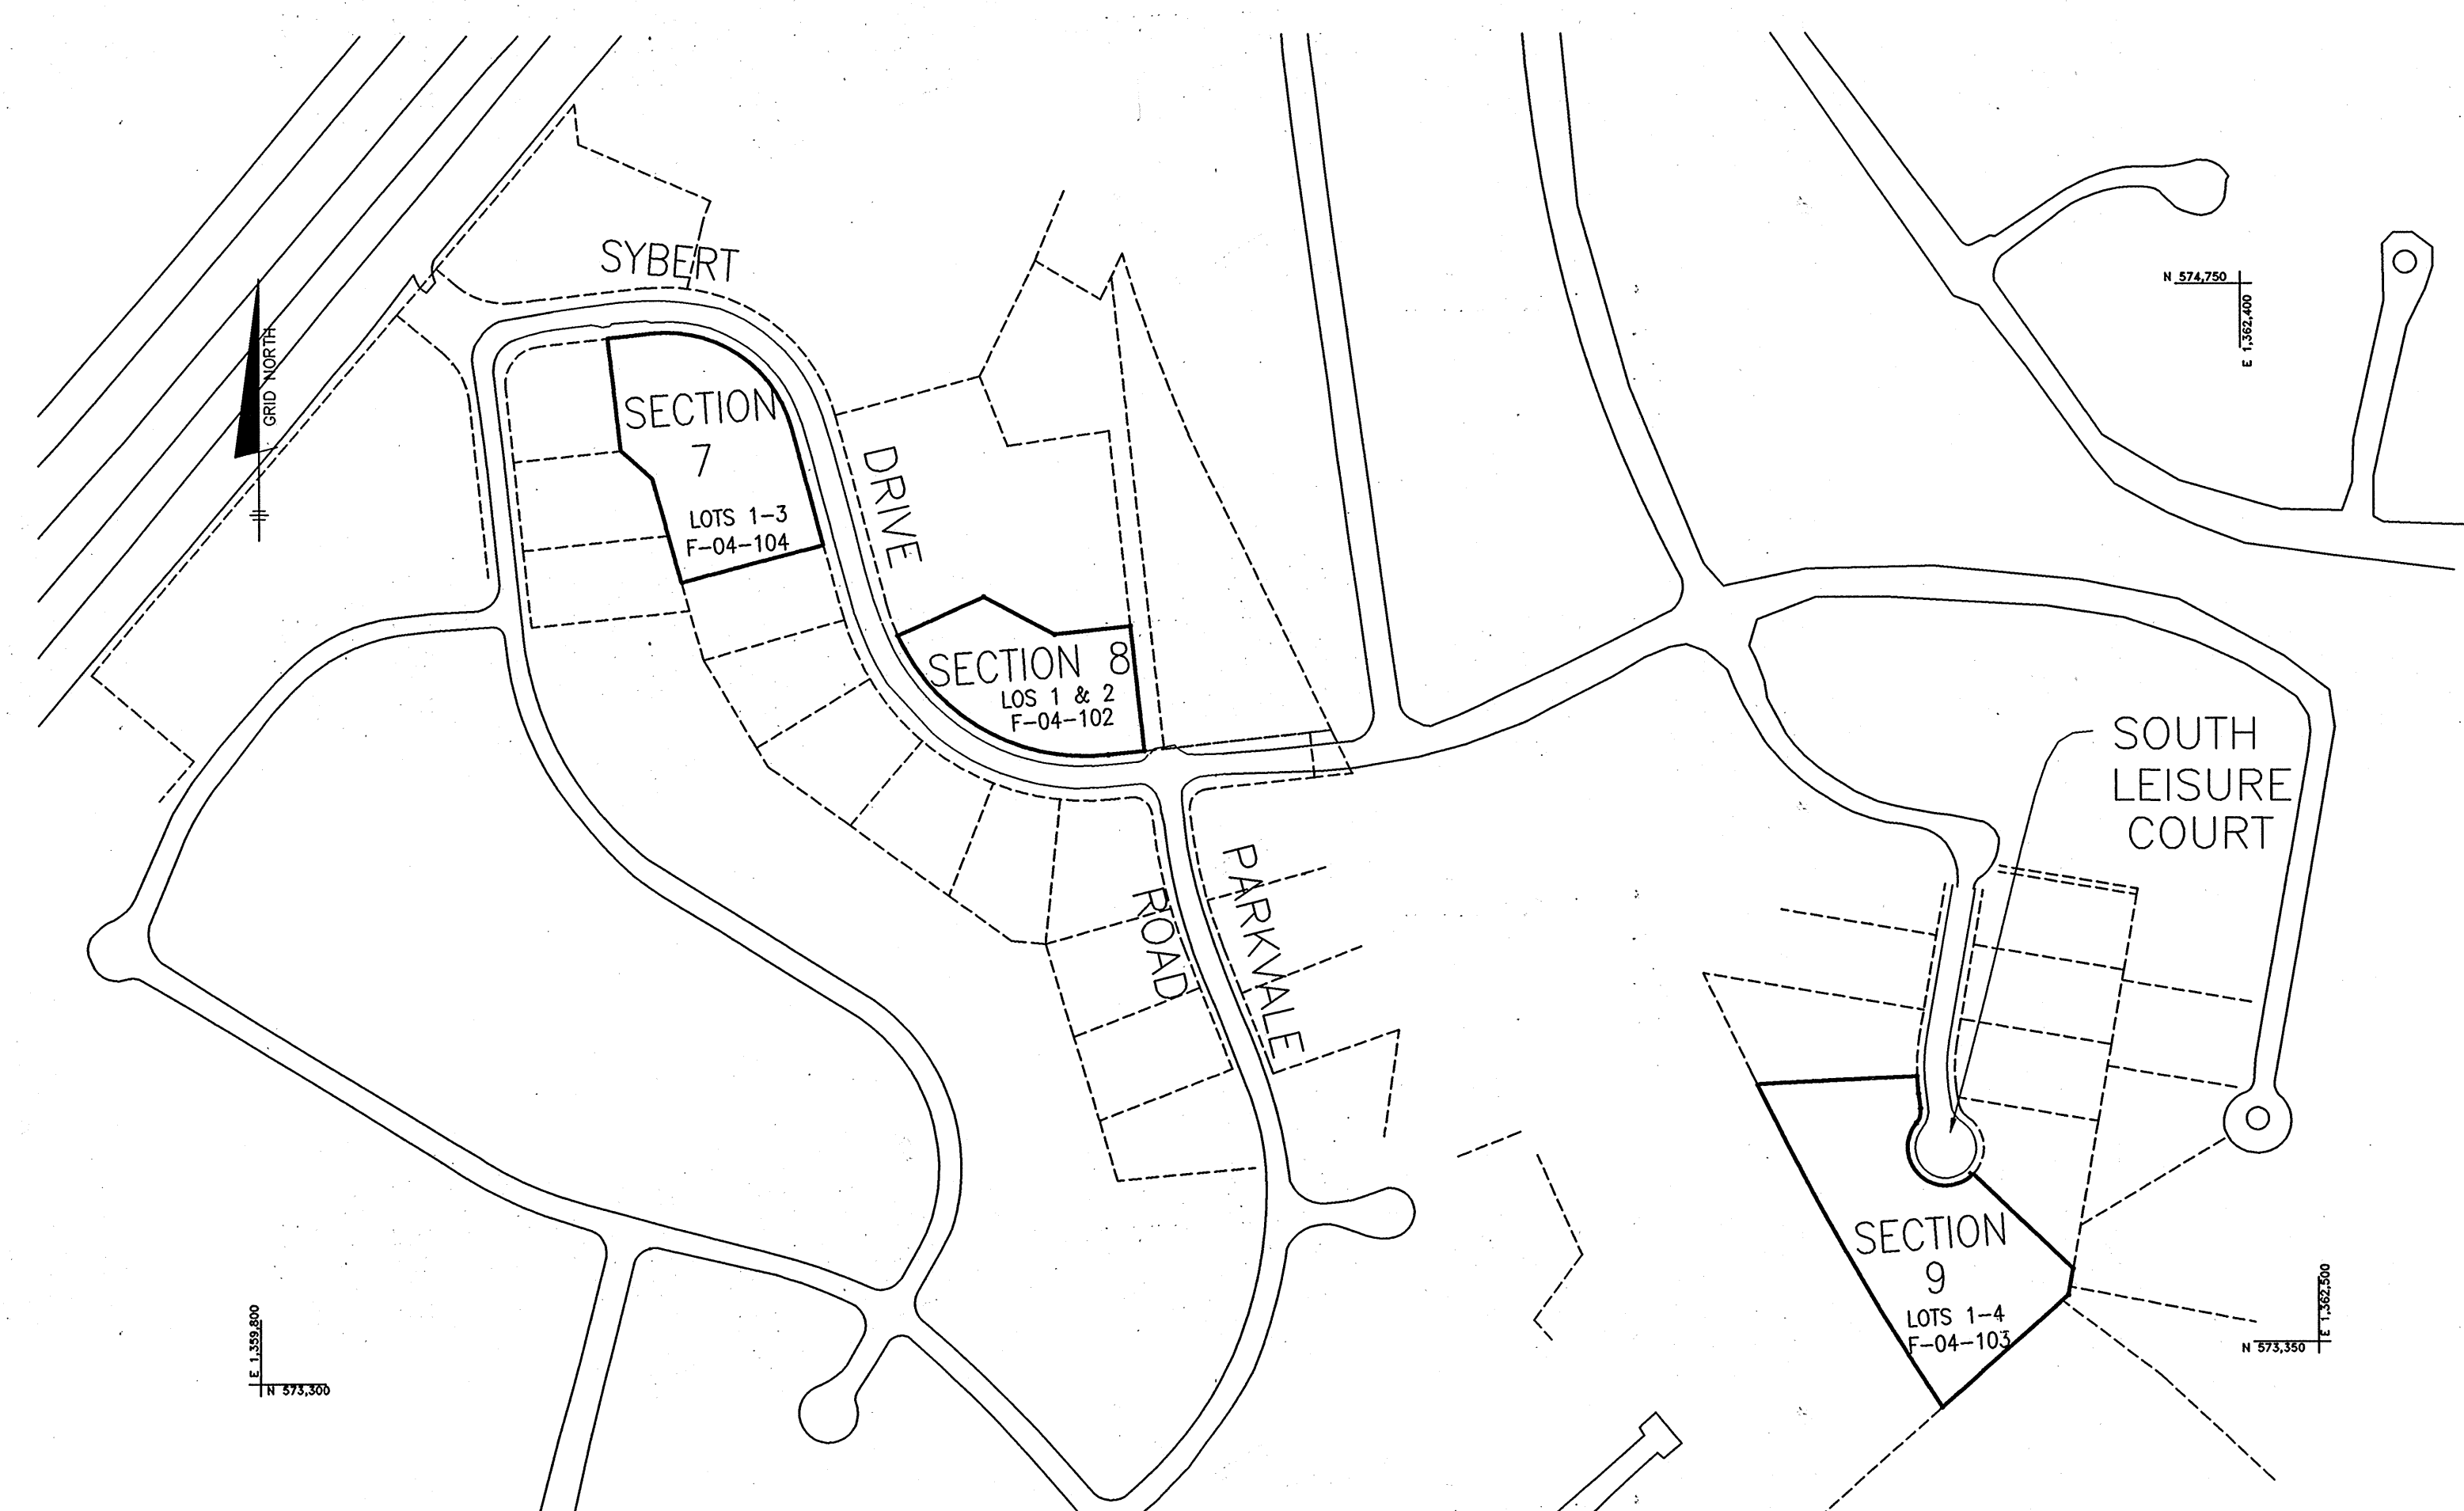 SYBERT
DRIVE
GRID NORTH
SECTION
7
LOTS 1-3
F-04-104
SECTION 8
LOS 1 & 2
F-04-102
PARKVALE
ROAD
N 574,750
E 1,362,400
SOUTH
LEISURE
COURT
SECTION
9
LOTS 1-4
F-04-103
E 1,359,800
N 573,300
E 1,362,500
N 573,350